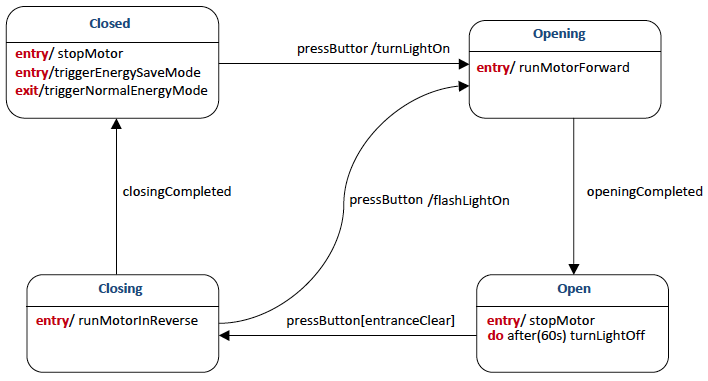 Closed
entry/ stopMotor
entry/triggerEnergySaveMode
exit/triggerNormalEnergyMode
pressButtor /turnLightOn
Opening
entry/ runMotorForward
closingCompleted
pressButton /flashLightOn
openingCompleted
Closing
entry/ runMotorInReverse
pressButton[entranceClear]
Open
entry/ stopMotor
do after(60s) turnLightOff